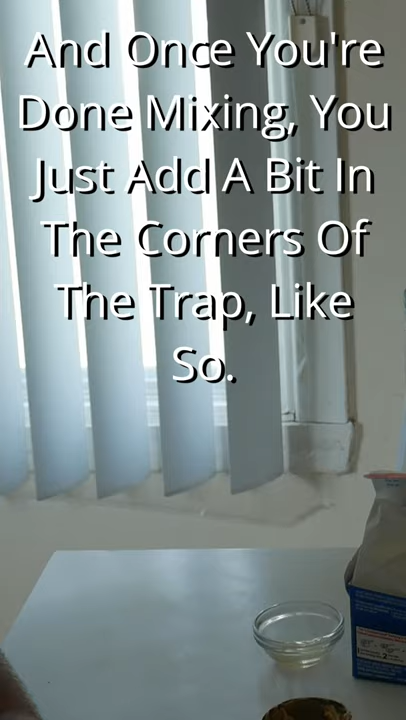 And Once You're
Done Mixing, You
Just Add A Bit In
The Corners Of
The Trap, Like
So.